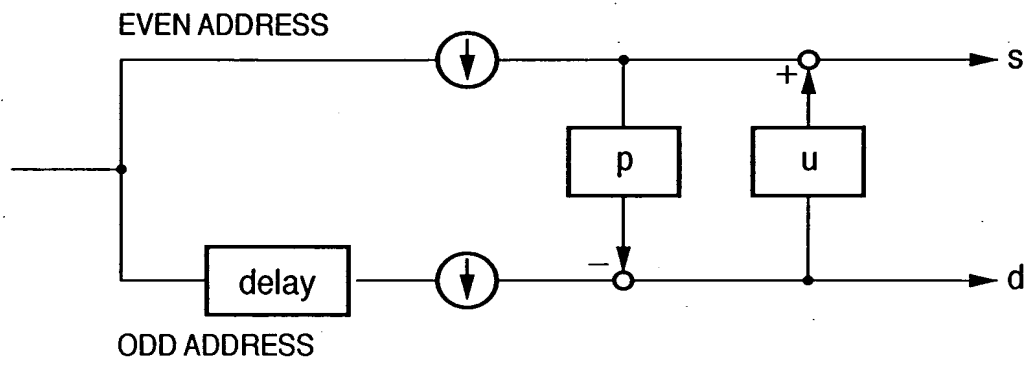 EVEN ADDRESS
+
s
p
u
−
delay
d
ODD ADDRESS